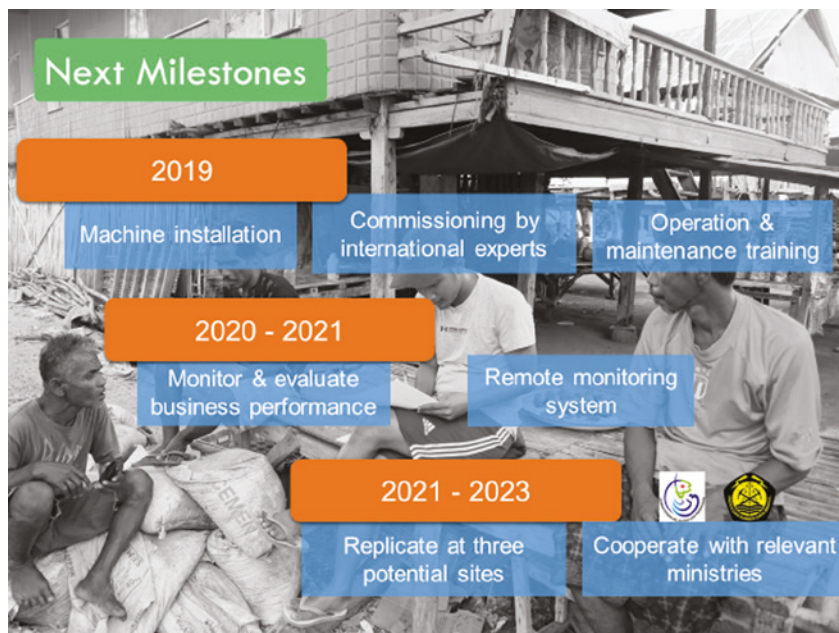 Next Milestones
2019
Machine installation
Commissioning by
international experts
Operation &
maintenance training
2020 - 2021
Monitor & evaluate
business performance
Remote monitoring
system
2021 - 2023
Replicate at three
potential sites
Cooperate with relevant
ministries